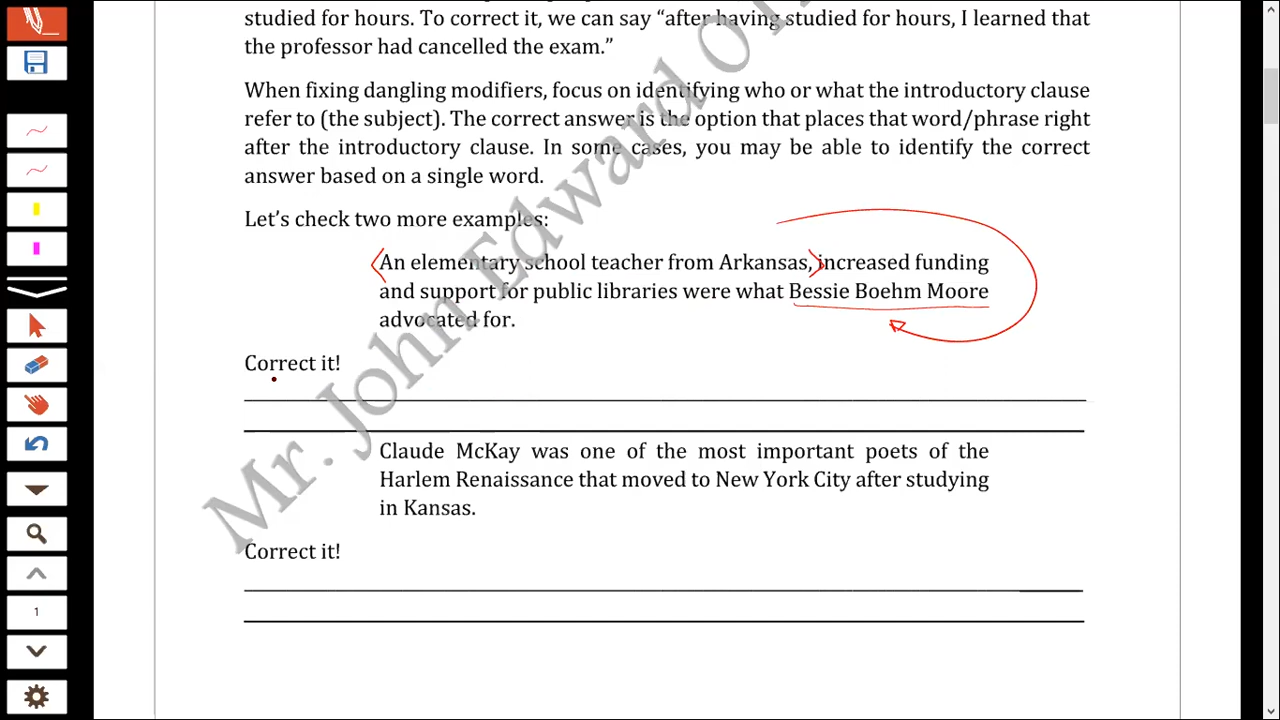 studied for hours. To correct it, we can say “after having studied for hours, I learned that
the professor had cancelled the exam.”
When fixing dangling modifiers, focus on identifying who or what the introductory clause
refer to (the subject). The correct answer is the option that places that word/phrase right
after the introductory clause. In some cases, you may be able to identify the correct
answer based on a single word.
Let’s check two more examples:
An elementary school teacher from Arkansas, increased funding
and support for public libraries were what Bessie Boehm Moore
advocated for.
Correct it!
Claude McKay was one of the most important poets of the
Harlem Renaissance that moved to New York City after studying
in Kansas.
Correct it!
Mr. John Edward
1